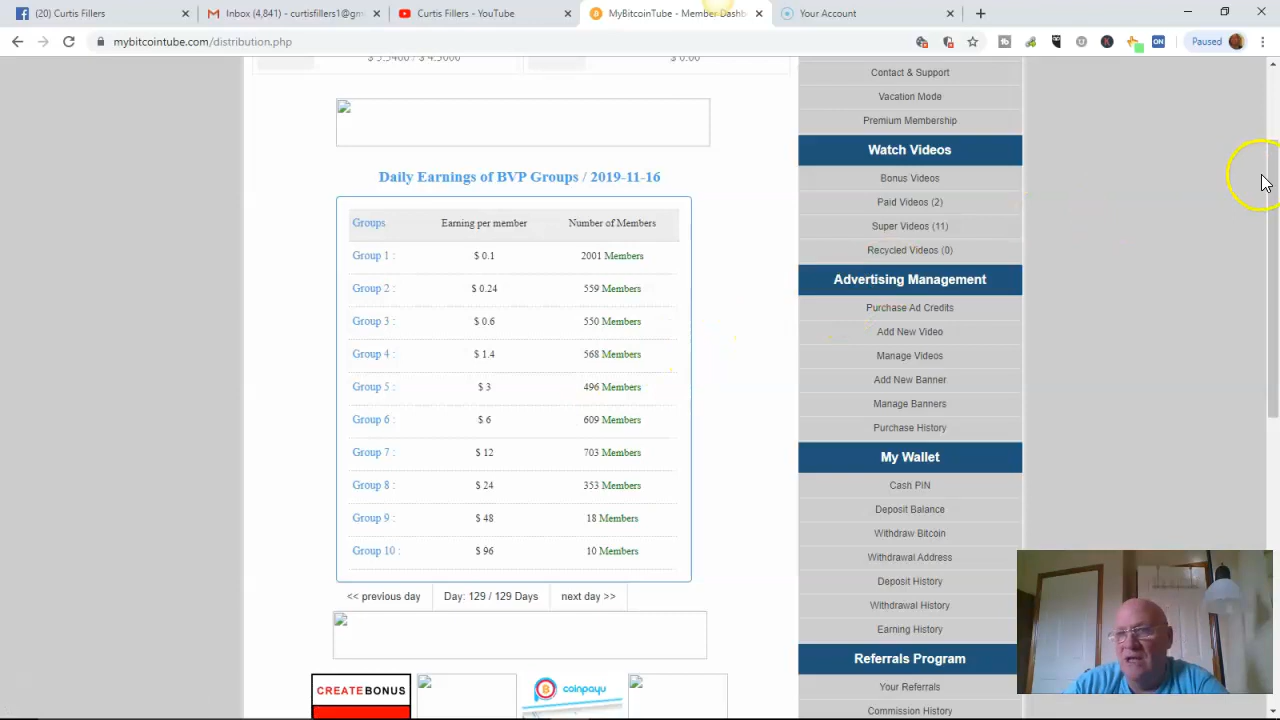 Curtis Fillers
Inbox (4,841) - curtisfillers1@gm
Curtis Fillers - YouTube
MyBitcoinTube - Member Dashb
Your Account
mybitcointube.com/distribution.php
ON
Paused
$ 0.00
Contact & Support
Vacation Mode
Premium Membership
Watch Videos
Bonus Videos
Paid Videos (2)
Super Videos (11)
Recycled Videos (0)
Advertising Management
Purchase Ad Credits
Add New Video
Manage Videos
Add New Banner
Manage Banners
Purchase History
My Wallet
Cash PIN
Deposit Balance
Withdraw Bitcoin
Withdrawal Address
Deposit History
Withdrawal History
Earning History
Referrals Program
Your Referrals
Commission History
Daily Earnings of BVP Groups / 2019-11-16
Groups Earning per member Number of Members
Group 1 : $ 0.1 2001 Members
Group 2 : $ 0.24 559 Members
Group 3 : $ 0.6 550 Members
Group 4 : $ 1.4 568 Members
Group 5 : $ 3 496 Members
Group 6 : $ 6 609 Members
Group 7 : $ 12 703 Members
Group 8 : $ 24 353 Members
Group 9 : $ 48 18 Members
Group 10 : $ 96 10 Members
<< previous day Day: 129 / 129 Days next day >>
CREATEBONUS
coinpayu